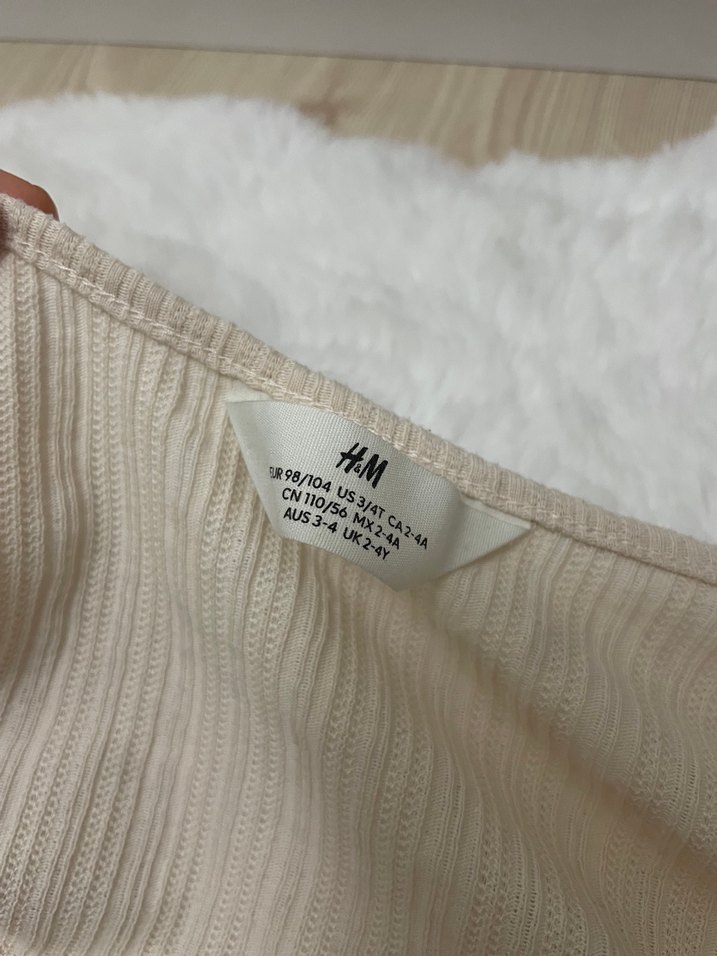 H&M
EUR 98/104 US 3/4T CA 2-4A
CN 110/56 MX 2-4A
AUS 3-4 UK 2-4Y